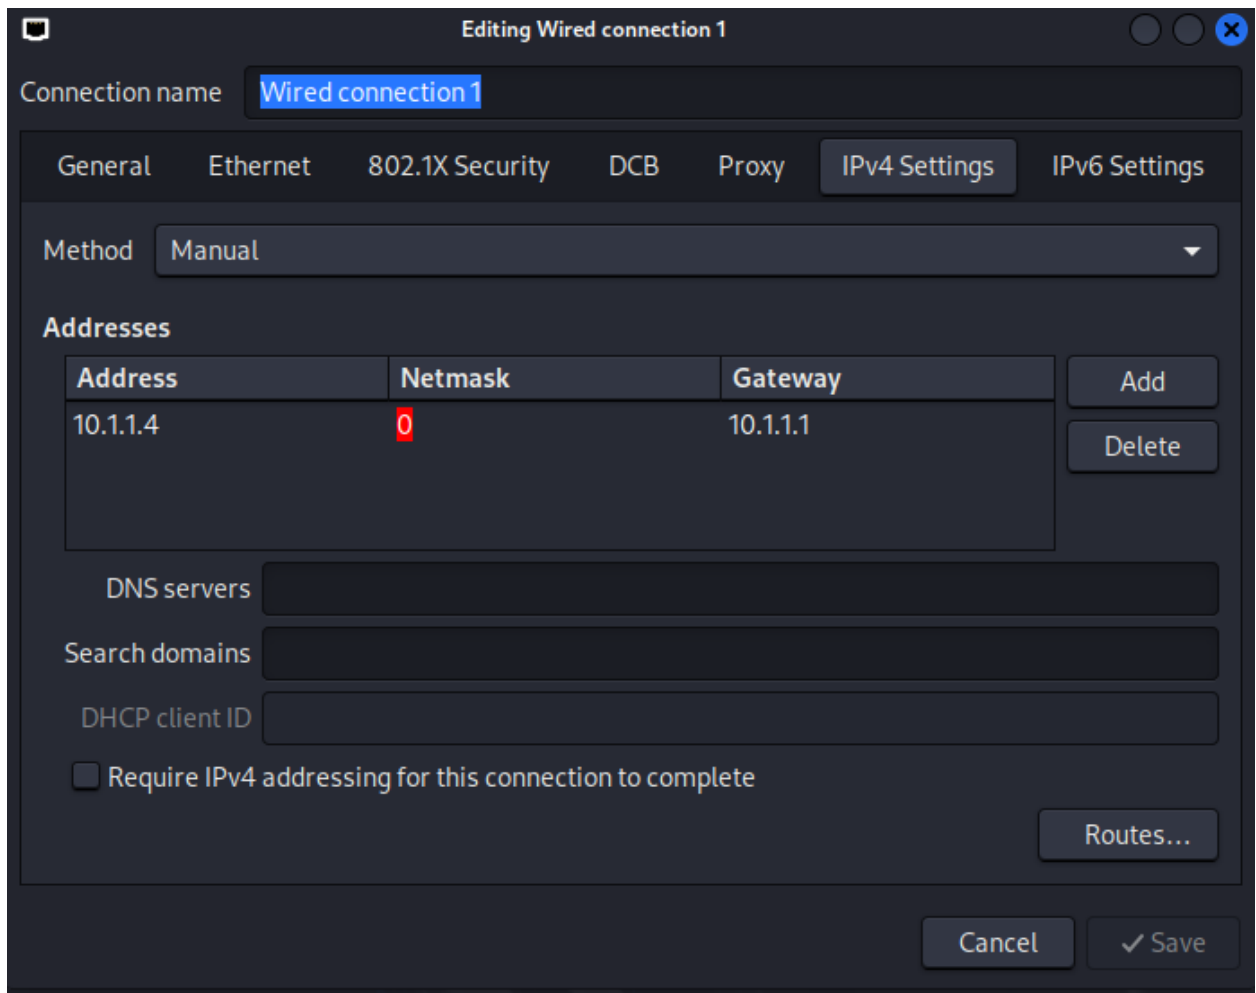 Editing Wired connection 1
Connection name Wired connection 1
General Ethernet 802.1X Security DCB Proxy IPv4 Settings IPv6 Settings
Method Manual
Addresses
Address Netmask Gateway Add
10.1.1.4 0 10.1.1.1
Delete
DNS servers
Search domains
DHCP client ID
Require IPv4 addressing for this connection to complete
Routes...
Cancel Save